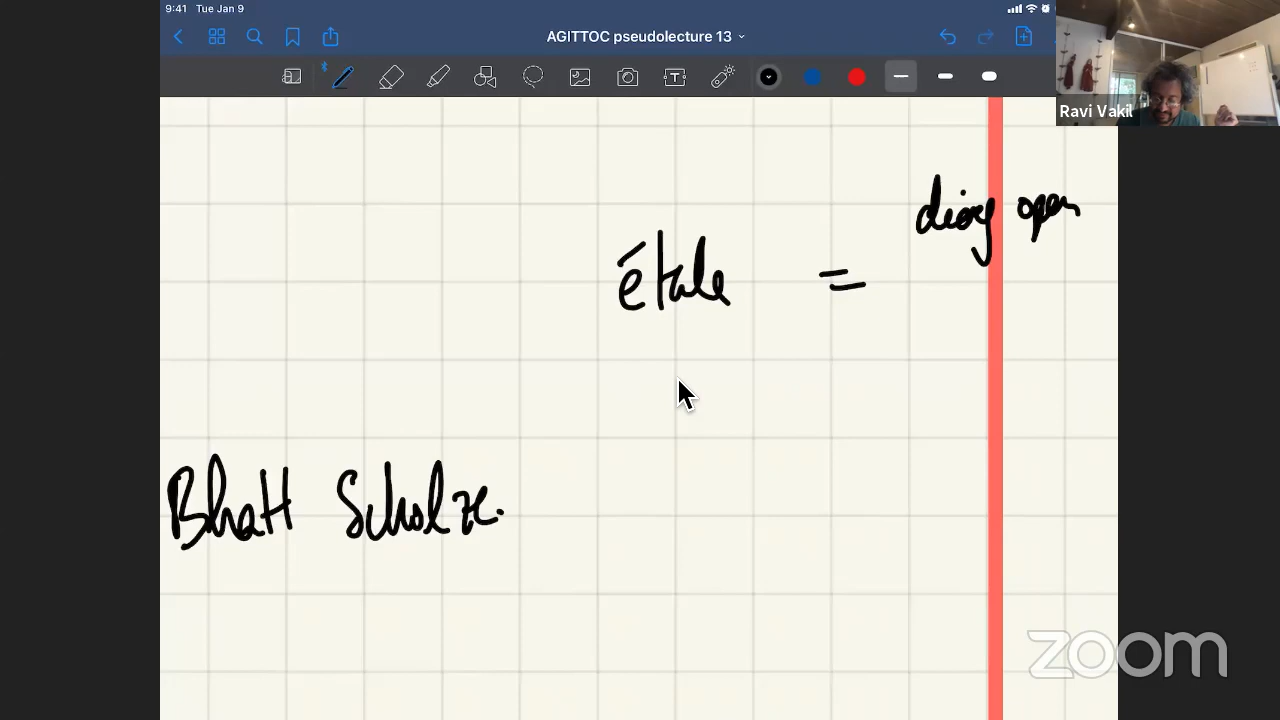 9:41 Tue Jan 9
AGITTOC pseudolecture 13
Ravi Vakil
diag open
étale =
Bhatt Scholze.
zoom